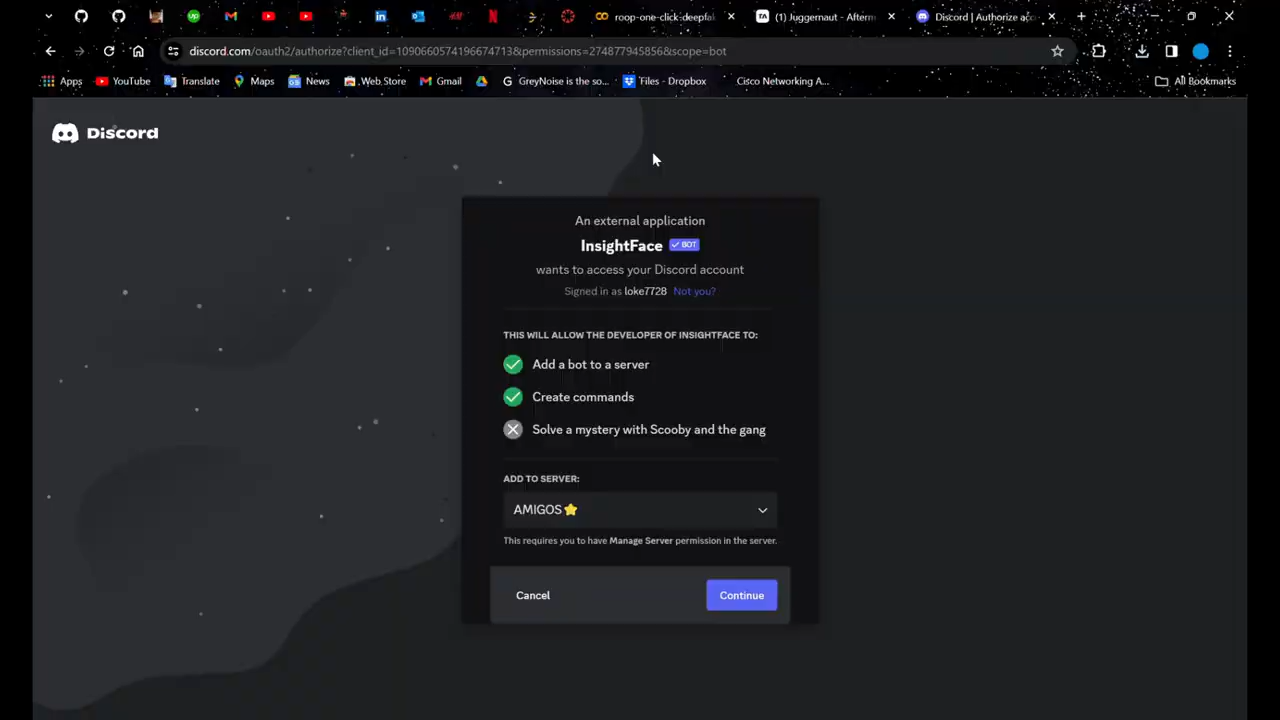 roop-one-click-deepfa
(1) Juggernaut - Afterm
Discord | Authorize acc
discord.com/oauth2/authorize?client_id=1090660574196674713&permissions=274877945856&scope=bot
Apps
YouTube
Translate
Maps
News
Web Store
Gmail
GreyNoise is the so...
Files - Dropbox
Cisco Networking A...
All Bookmarks
Discord
An external application
InsightFace BOT
wants to access your Discord account
Signed in as loke7728 Not you?
THIS WILL ALLOW THE DEVELOPER OF INSIGHTFACE TO:
Add a bot to a server
Create commands
Solve a mystery with Scooby and the gang
ADD TO SERVER:
AMIGOS⭐
This requires you to have Manage Server permission in the server.
Cancel
Continue